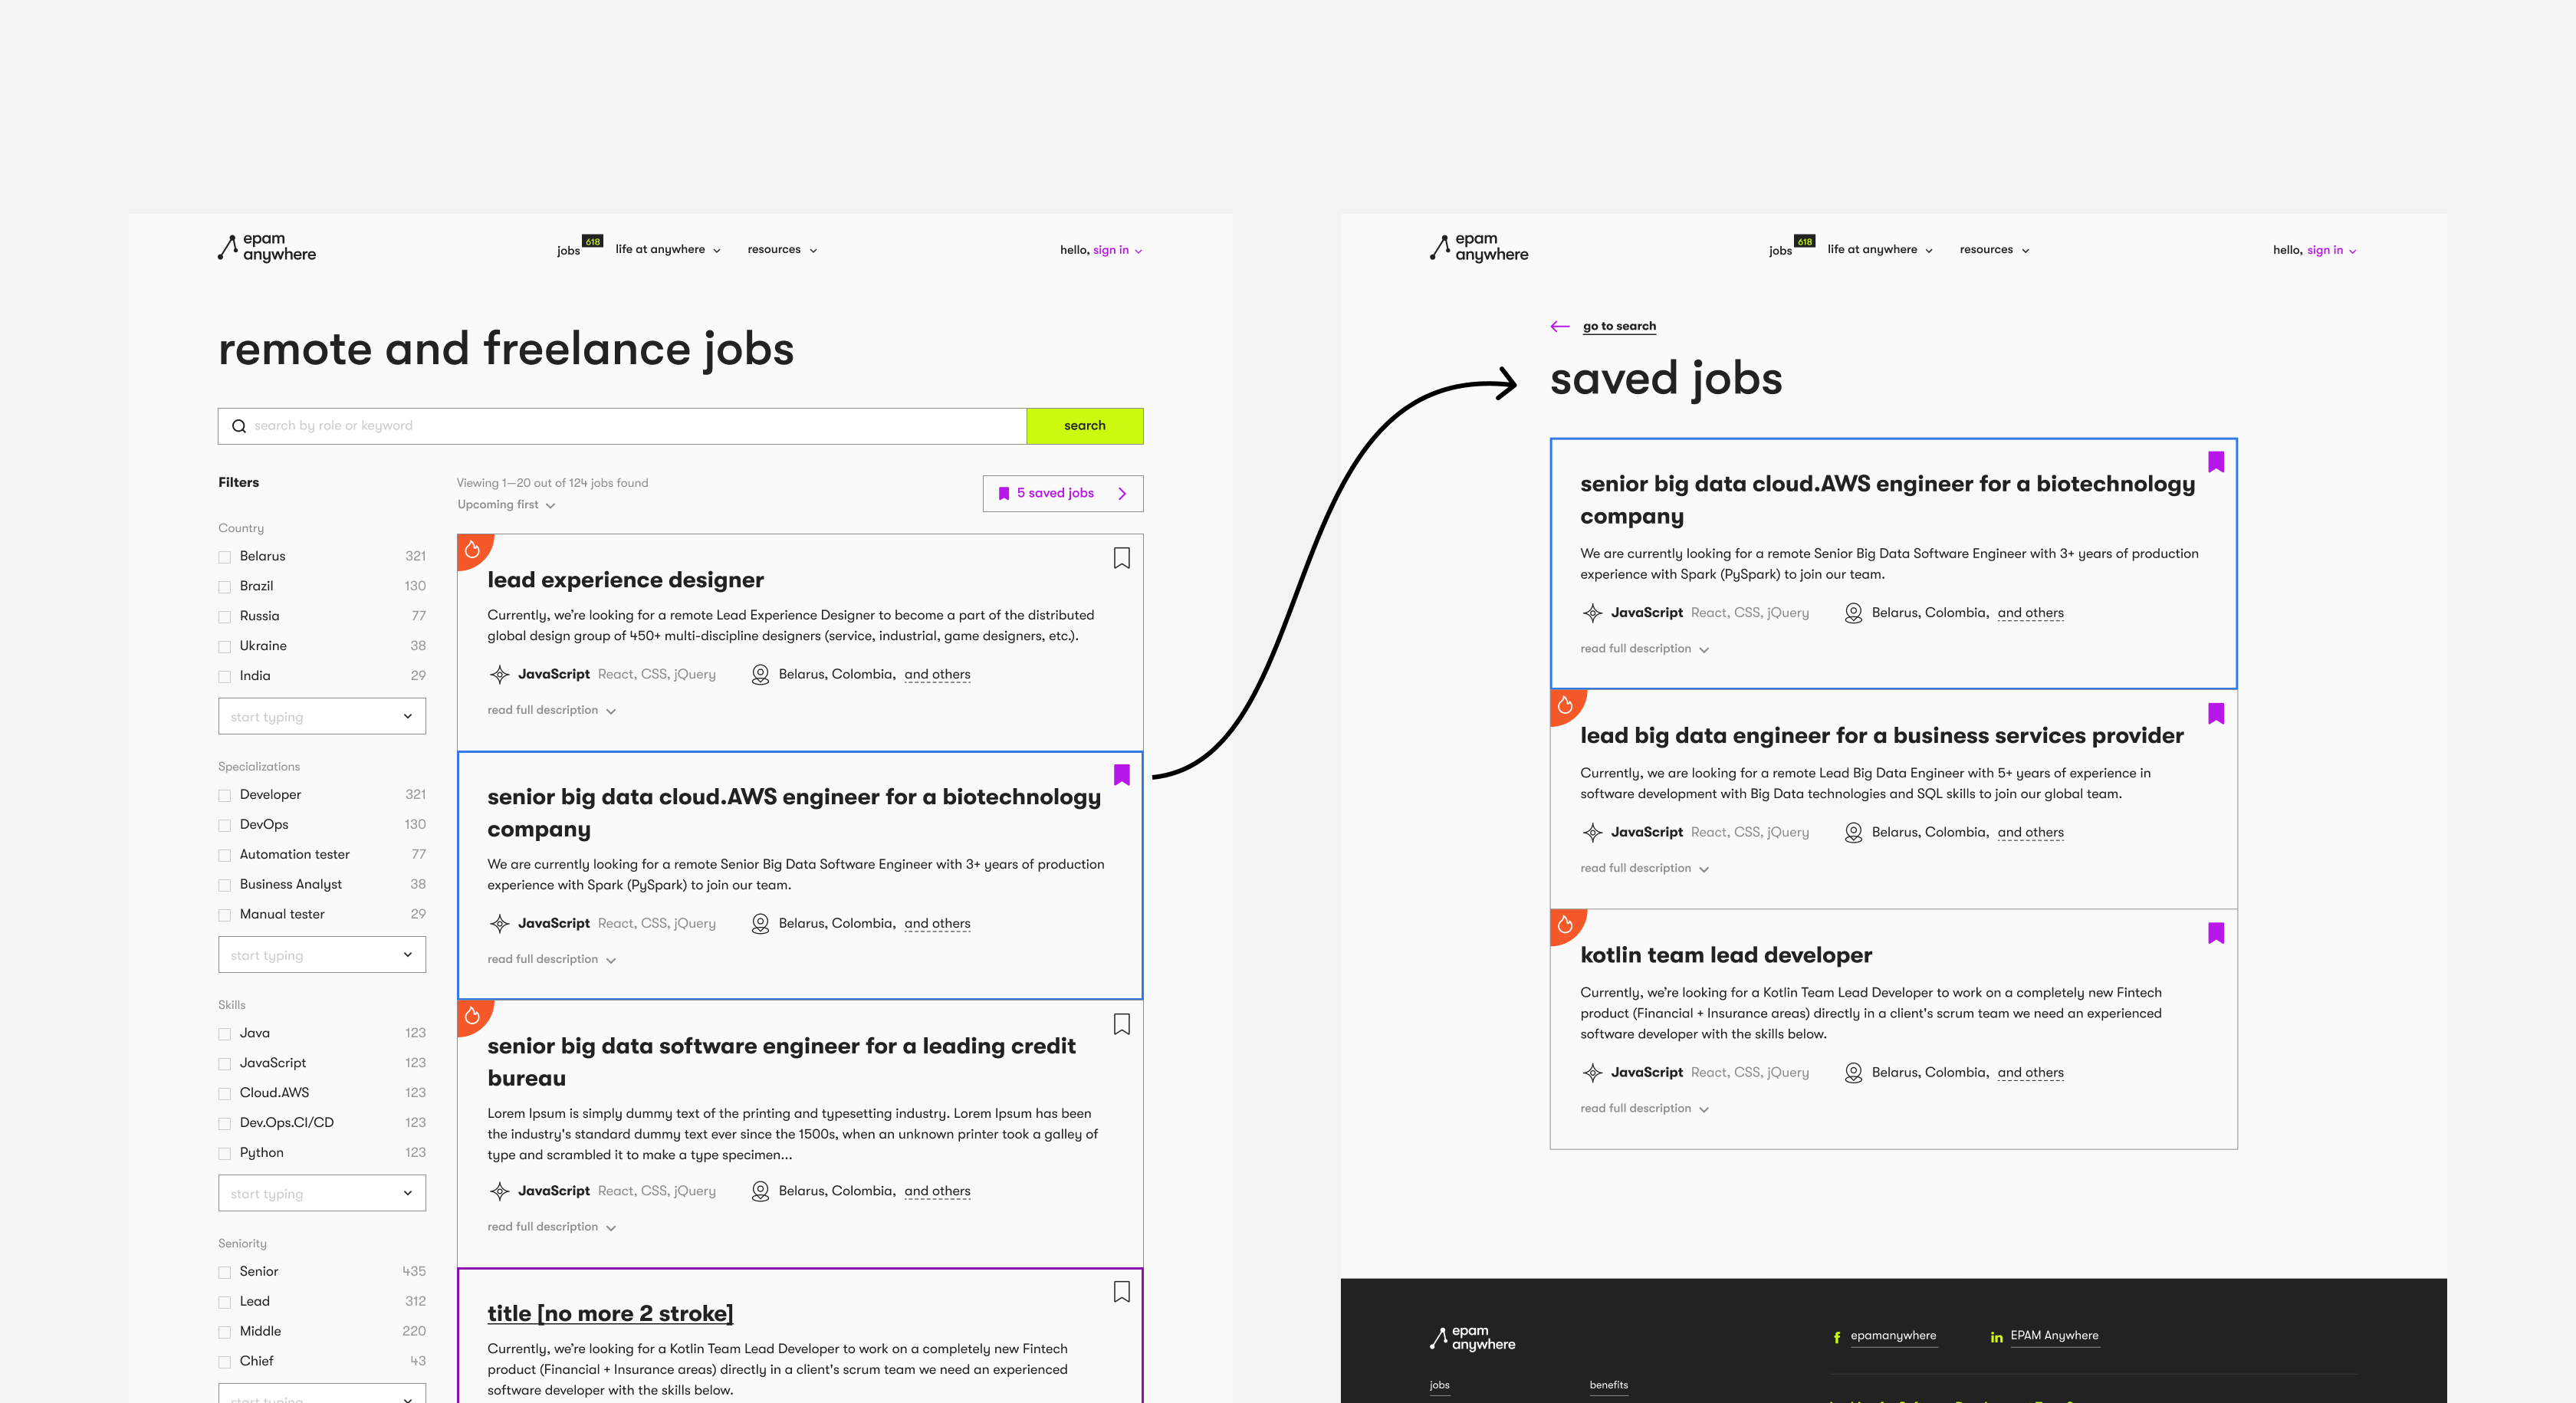 epam
anywhere
jobs 618
life at anywhere
resources
hello, sign in
remote and freelance jobs
search by role or keyword
search
Filters
Country
Belarus 321
Brazil 130
Russia 77
Ukraine 38
India 29
start typing
Specializations
Developer 321
DevOps 130
Automation tester 77
Business Analyst 38
Manual tester 29
start typing
Skills
Java 123
JavaScript 123
Cloud.AWS 123
Dev.Ops.CI/CD 123
Python 123
start typing
Seniority
Senior 435
Lead 312
Middle 220
Chief 43
start typing
Viewing 1—20 out of 124 jobs found
Upcoming first
5 saved jobs
lead experience designer
Currently, we’re looking for a remote Lead Experience Designer to become a part of the distributed
global design group of 450+ multi-discipline designers (service, industrial, game designers, etc.).
JavaScript React, CSS, jQuery Belarus, Colombia, and others
read full description
senior big data cloud.AWS engineer for a biotechnology
company
We are currently looking for a remote Senior Big Data Software Engineer with 3+ years of production
experience with Spark (PySpark) to join our team.
JavaScript React, CSS, jQuery Belarus, Colombia, and others
read full description
senior big data software engineer for a leading credit
bureau
Lorem Ipsum is simply dummy text of the printing and typesetting industry. Lorem Ipsum has been
the industry's standard dummy text ever since the 1500s, when an unknown printer took a galley of
type and scrambled it to make a type specimen...
JavaScript React, CSS, jQuery Belarus, Colombia, and others
read full description
title [no more 2 stroke]
Currently, we’re looking for a Kotlin Team Lead Developer to work on a completely new Fintech
product (Financial + Insurance areas) directly in a client's scrum team we need an experienced
software developer with the skills below.
epam
anywhere
jobs 618
life at anywhere
resources
hello, sign in
go to search
saved jobs
senior big data cloud.AWS engineer for a biotechnology
company
We are currently looking for a remote Senior Big Data Software Engineer with 3+ years of production
experience with Spark (PySpark) to join our team.
JavaScript React, CSS, jQuery Belarus, Colombia, and others
read full description
lead big data engineer for a business services provider
Currently, we are looking for a remote Lead Big Data Engineer with 5+ years of experience in
software development with Big Data technologies and SQL skills to join our global team.
JavaScript React, CSS, jQuery Belarus, Colombia, and others
read full description
kotlin team lead developer
Currently, we’re looking for a Kotlin Team Lead Developer to work on a completely new Fintech
product (Financial + Insurance areas) directly in a client's scrum team we need an experienced
software developer with the skills below.
JavaScript React, CSS, jQuery Belarus, Colombia, and others
read full description
epam
anywhere
epamanywhere
EPAM Anywhere
jobs
benefits